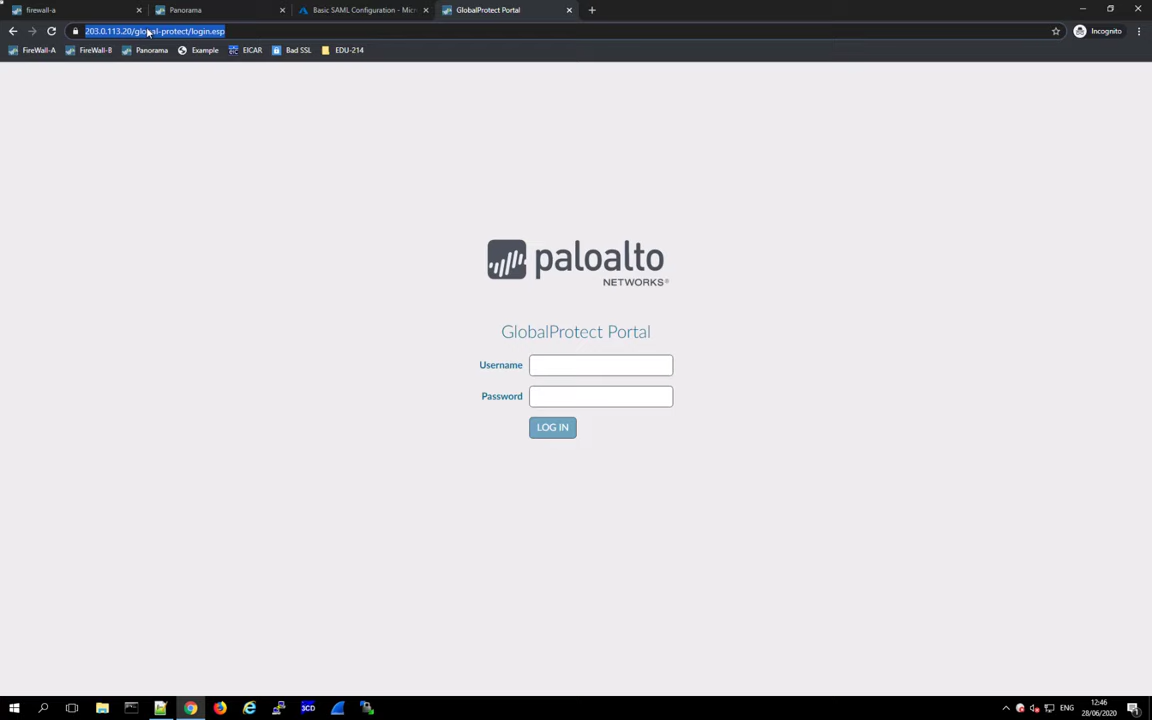 firewall-a
Panorama
Basic SAML Configuration - Micr
GlobalProtect Portal
203.0.113.20/global-protect/login.esp
Incognito
FireWall-A
FireWall-B
Panorama
Example
EICAR
Bad SSL
EDU-214
paloalto
NETWORKS®
GlobalProtect Portal
Username
Password
LOG IN
3CD
ENG
12:46
28/06/2020